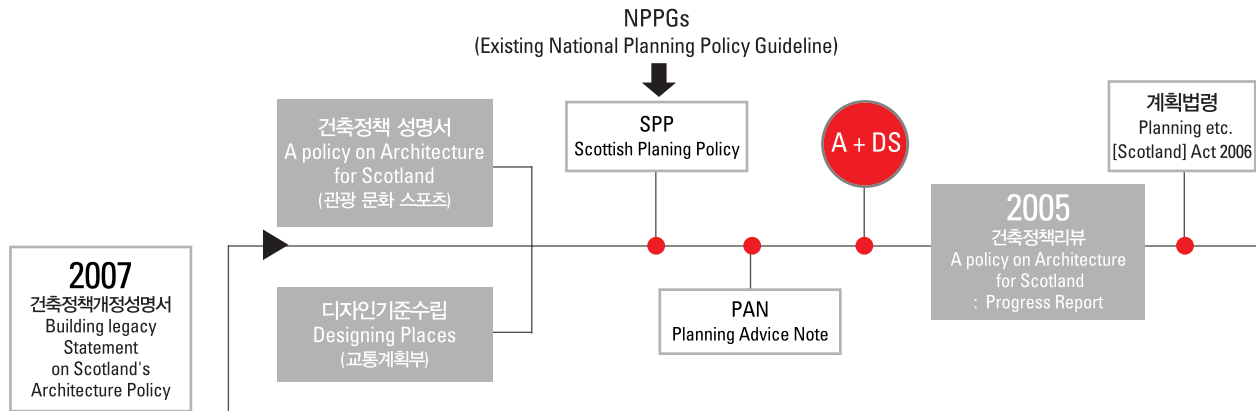 NPPGs
(Existing National Planning Policy Guideline)
건축정책 성명서
A policy on Architecture
for Scotland
(관광 문화 스포츠)
SPP
Scottish Planing Policy
A + DS
계획법령
Planning etc.
[Scotland] Act 2006
2007
건축정책개정성명서
Building legacy
Statement
on Scotland's
Architecture Policy
디자인기준수립
Designing Places
(교통계획부)
PAN
Planning Advice Note
2005
건축정책리뷰
A policy on Architecture
for Scotland
: Progress Report